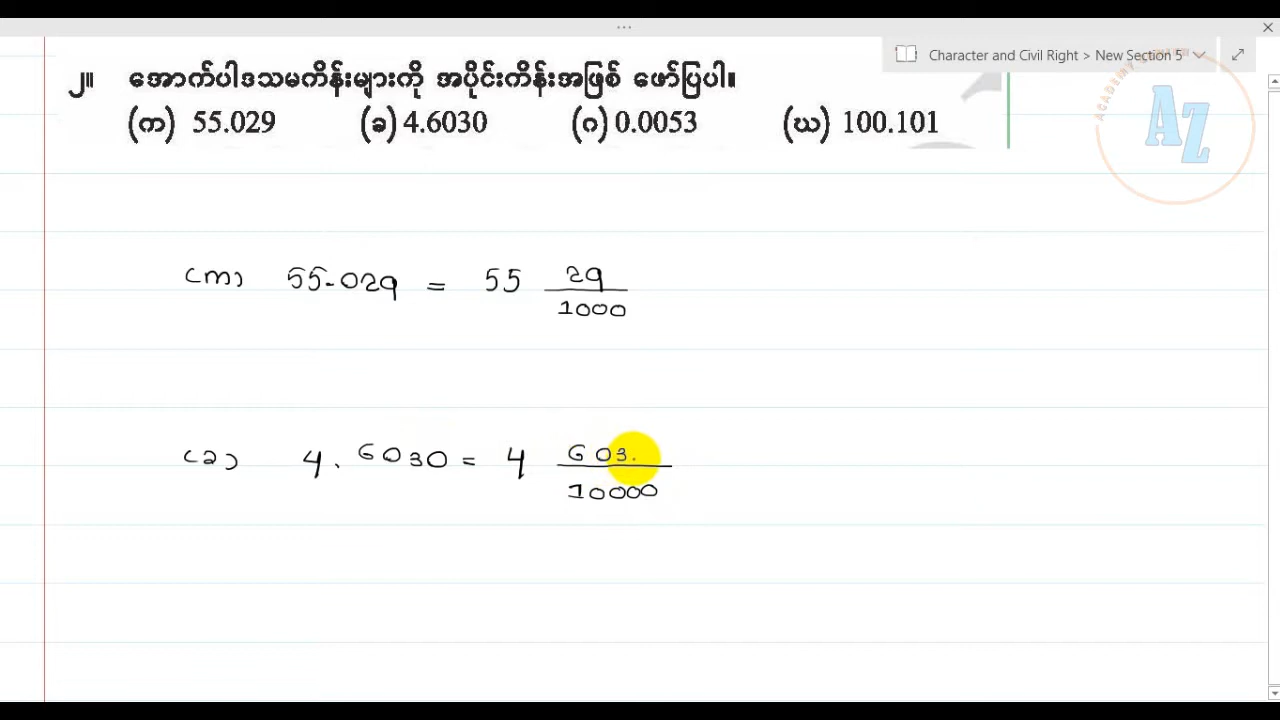 Character and Civil Right > New Section 5
၂။ အောက်ပါဒသမကိန်းများကို အပိုင်းကိန်းအဖြစ် ဖော်ပြပါ။
(က) 55.029 (ခ) 4.6030 (ဂ) 0.0053 (ဃ) 100.101
AZ
(က) 55.029 = 55 29/1000
(ခ) 4.6030 = 4 603/10000